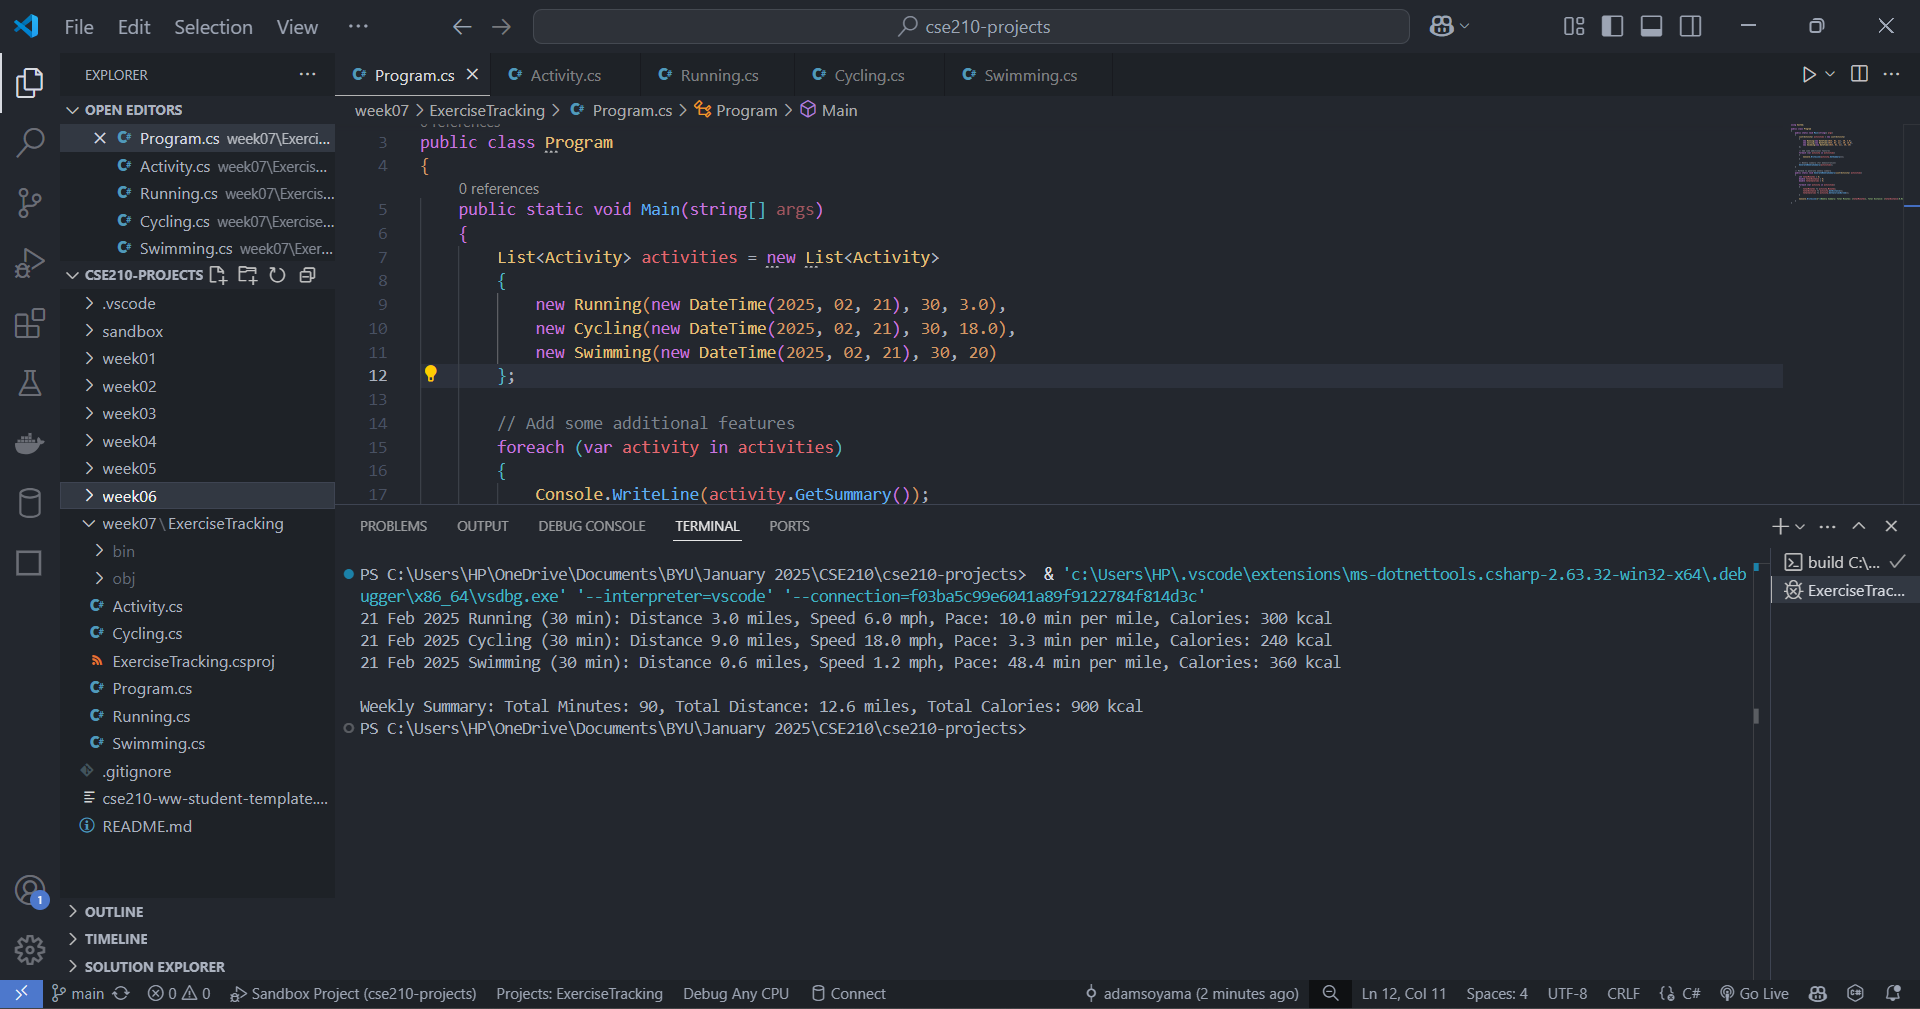 File Edit Selection View ··· cse210-projects
EXPLORER ···
OPEN EDITORS
Program.cs week07\Exerci...
Activity.cs week07\Exercis...
Running.cs week07\Exercis...
Cycling.cs week07\Exercise...
Swimming.cs week07\Exer...
CSE210-PROJECTS
.vscode
sandbox
week01
week02
week03
week04
week05
week06
week07\ExerciseTracking
bin
obj
Activity.cs
Cycling.cs
ExerciseTracking.csproj
Program.cs
Running.cs
Swimming.cs
.gitignore
cse210-ww-student-template....
README.md
OUTLINE
TIMELINE
SOLUTION EXPLORER
1
Program.cs Activity.cs Running.cs Cycling.cs Swimming.cs
week07 > ExerciseTracking > Program.cs > Program > Main
0 references
3 public class Program
4 {
0 references
5 public static void Main(string[] args)
6 {
7 List<Activity> activities = new List<Activity>
8 {
9 new Running(new DateTime(2025, 02, 21), 30, 3.0),
10 new Cycling(new DateTime(2025, 02, 21), 30, 18.0),
11 new Swimming(new DateTime(2025, 02, 21), 30, 20)
12 };
13
14 // Add some additional features
15 foreach (var activity in activities)
16 {
17 Console.WriteLine(activity.GetSummary());
PROBLEMS OUTPUT DEBUG CONSOLE TERMINAL PORTS
PS C:\Users\HP\OneDrive\Documents\BYU\January 2025\CSE210\cse210-projects> & 'c:\Users\HP\.vscode\extensions\ms-dotnettools.csharp-2.63.32-win32-x64\.deb
ugger\x86_64\vsdbg.exe' '--interpreter=vscode' '--connection=f03ba5c99e6041a89f9122784f814d3c'
21 Feb 2025 Running (30 min): Distance 3.0 miles, Speed 6.0 mph, Pace: 10.0 min per mile, Calories: 300 kcal
21 Feb 2025 Cycling (30 min): Distance 9.0 miles, Speed 18.0 mph, Pace: 3.3 min per mile, Calories: 240 kcal
21 Feb 2025 Swimming (30 min): Distance 0.6 miles, Speed 1.2 mph, Pace: 48.4 min per mile, Calories: 360 kcal
Weekly Summary: Total Minutes: 90, Total Distance: 12.6 miles, Total Calories: 900 kcal
PS C:\Users\HP\OneDrive\Documents\BYU\January 2025\CSE210\cse210-projects>
build C:\...
ExerciseTrac...
main 0 0 Sandbox Project (cse210-projects) Projects: ExerciseTracking Debug Any CPU Connect adamsoyama (2 minutes ago) Ln 12, Col 11 Spaces: 4 UTF-8 CRLF {} C# Go Live